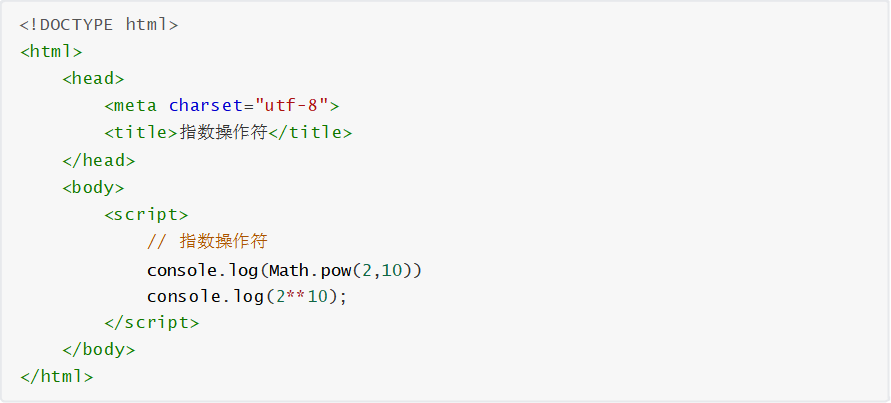 <!DOCTYPE html>
<html>
    <head>
        <meta charset="utf-8">
        <title>指数操作符</title>
    </head>
    <body>
        <script>
            // 指数操作符
            console.log(Math.pow(2,10))
            console.log(2**10);
        </script>
    </body>
</html>